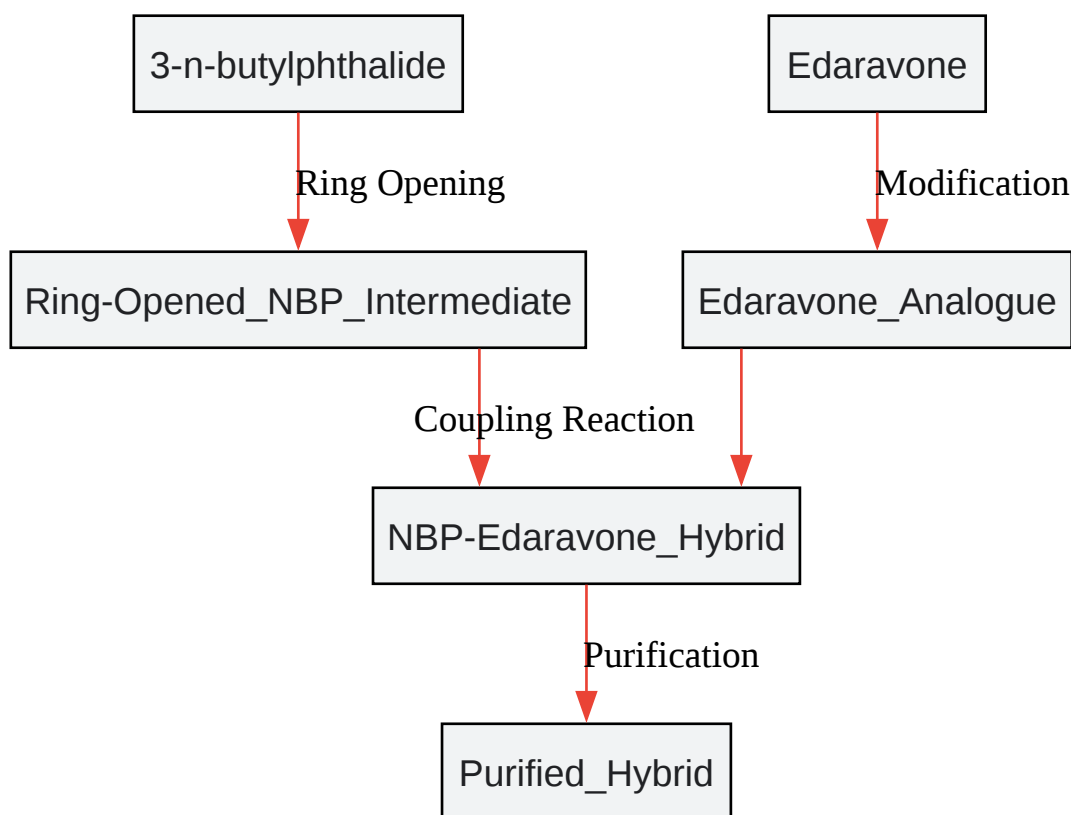 3-n-butylphthalide
Edaravone
Ring Opening
Modification
Ring-Opened_NBP_Intermediate
Edaravone_Analogue
Coupling Reaction
NBP-Edaravone_Hybrid
Purification
Purified_Hybrid